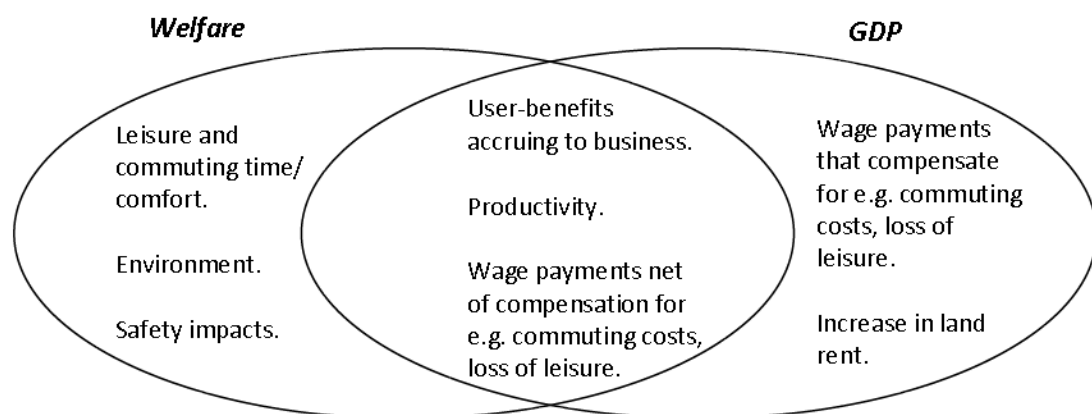 Welfare
GDP
Leisure and
commuting time/
comfort.
Environment.
Safety impacts.
User-benefits
accruing to business.
Productivity.
Wage payments net
of compensation for
e.g. commuting costs,
loss of leisure.
Wage payments
that compensate
for e.g. commuting
costs, loss of
leisure.
Increase in land
rent.